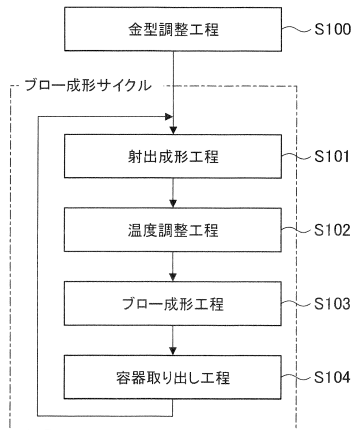 金型調整工程 S100
ブロー成形サイクル
射出成形工程 S101
温度調整工程 S102
ブロー成形工程 S103
容器取り出し工程 S104